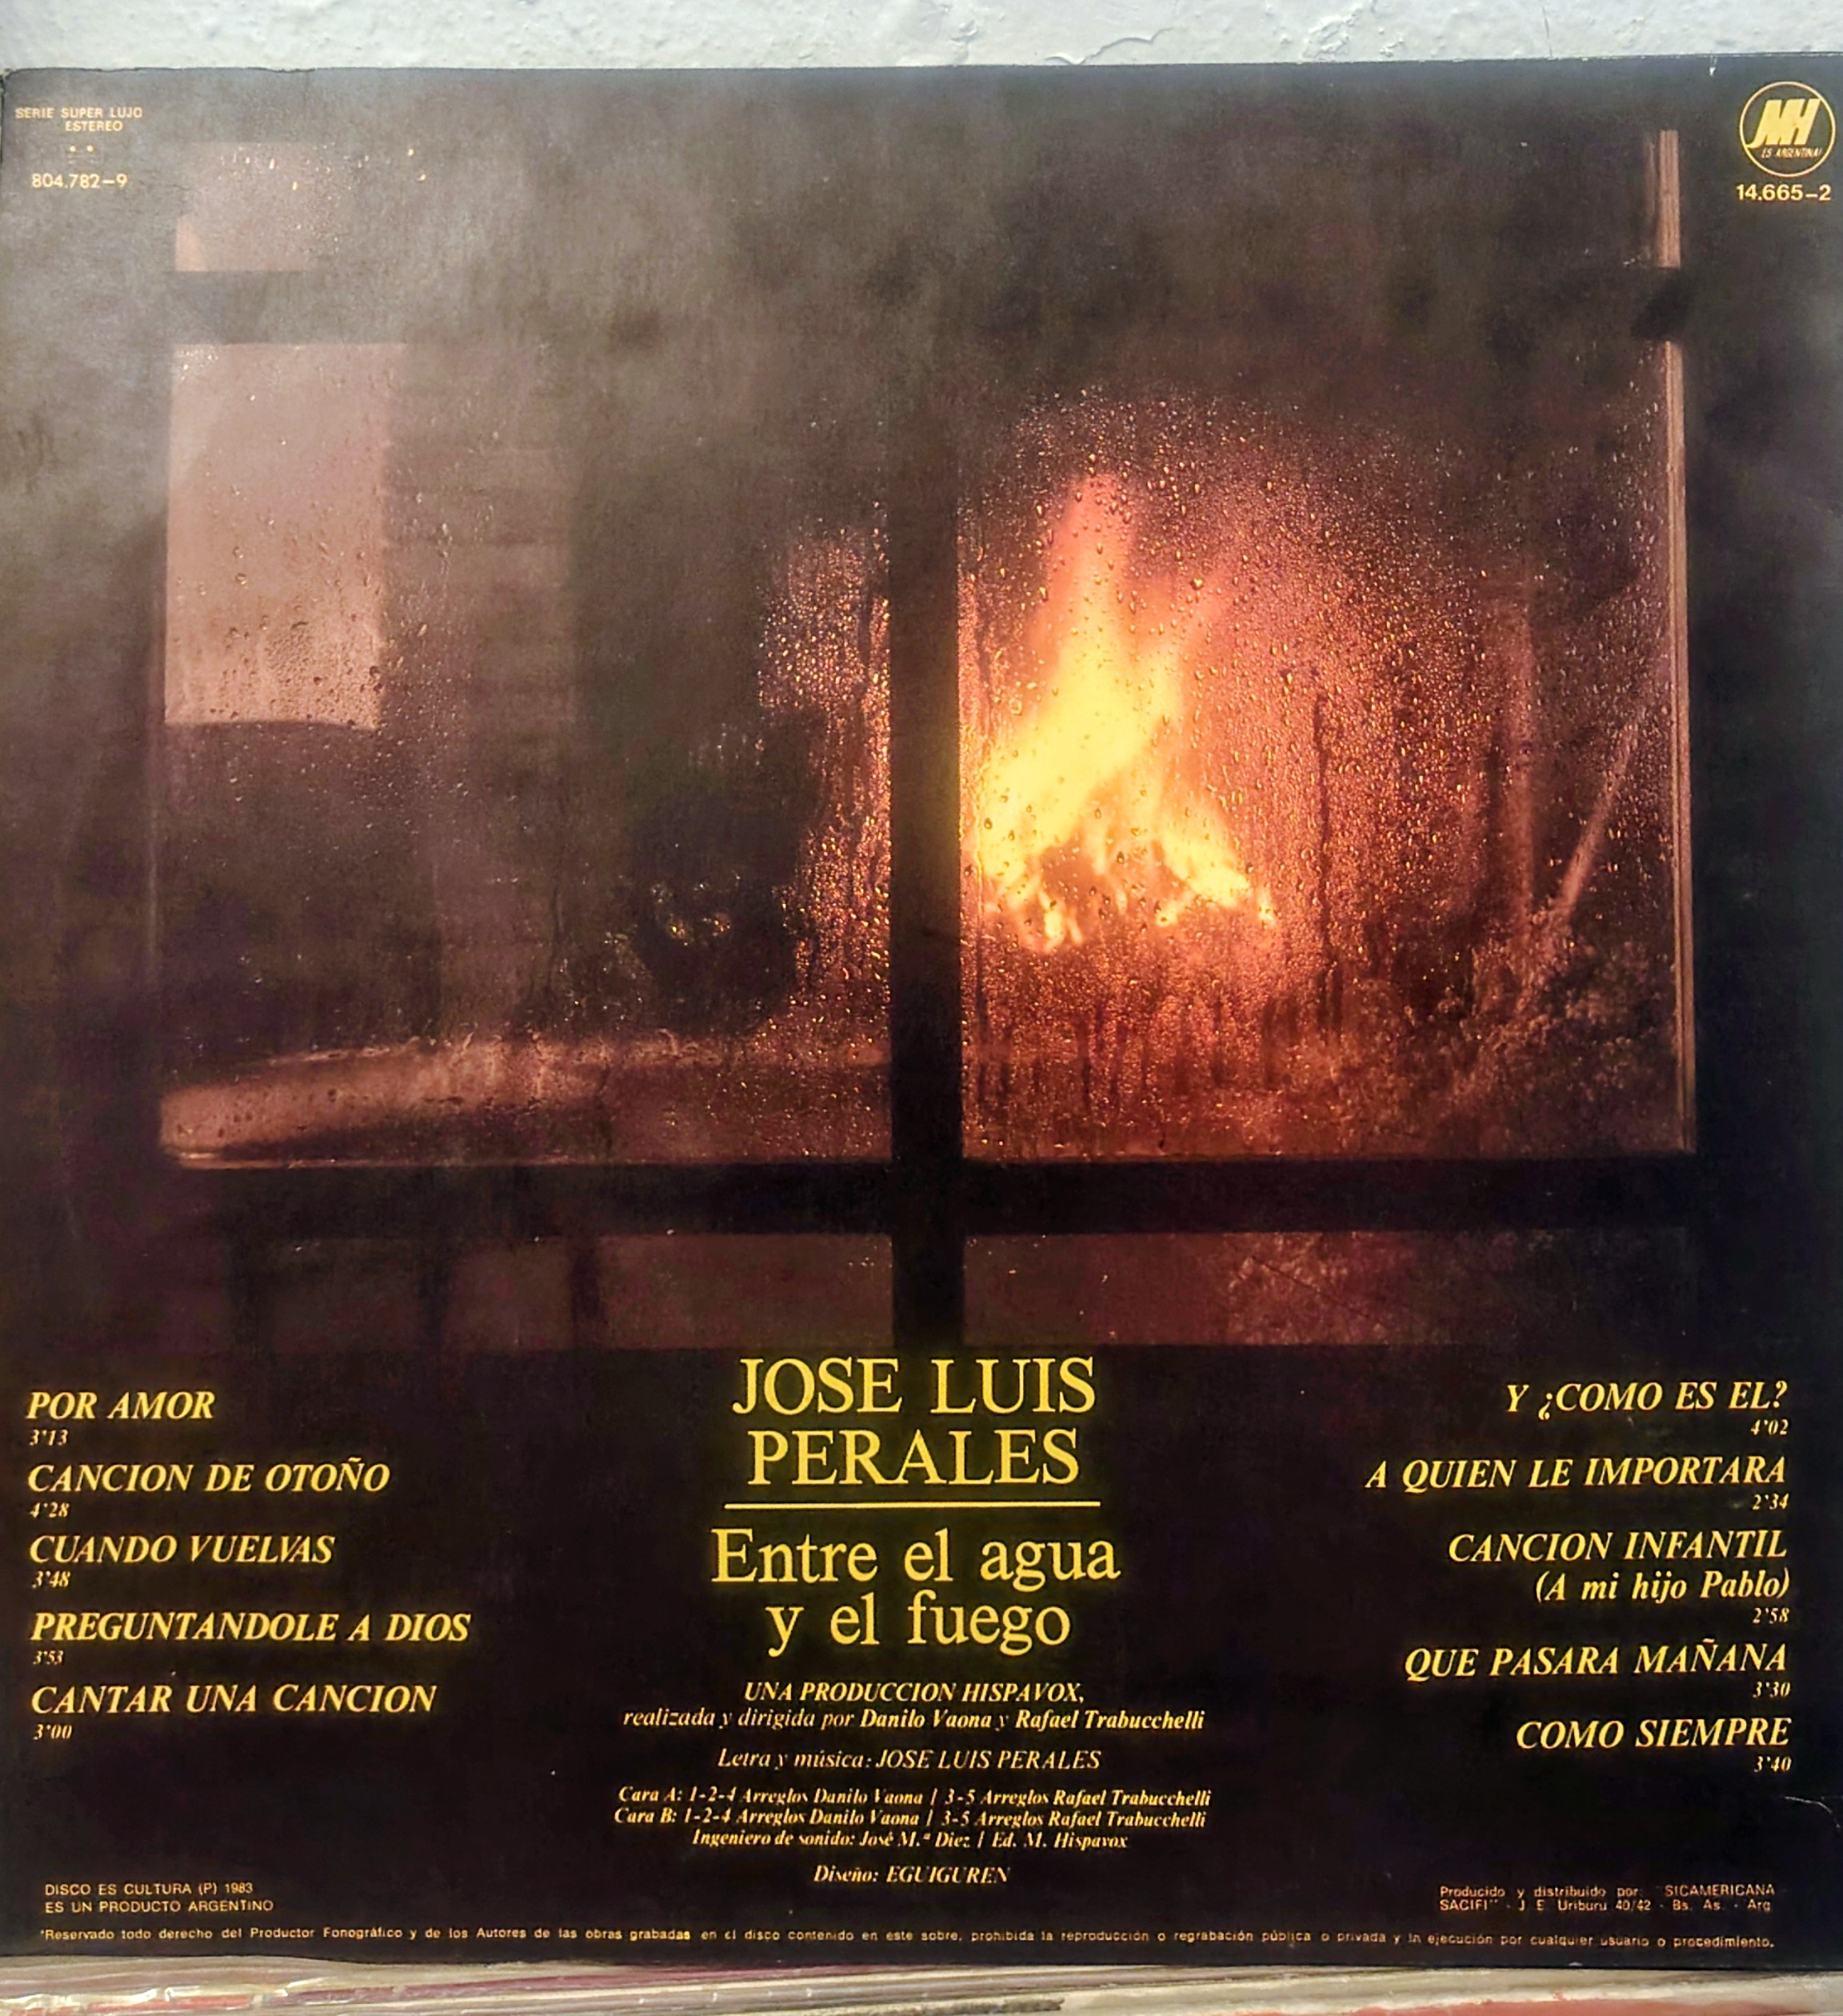 SERIE SUPER LUJO
ESTEREO
804.782-9
MH
ES ARGENTINA!
14.665-2
POR AMOR
3'13
CANCION DE OTOÑO
4'28
CUANDO VUELVAS
3'48
PREGUNTANDOLE A DIOS
3'53
CANTAR UNA CANCION
3'00
JOSE LUIS
PERALES
Entre el agua
y el fuego
UNA PRODUCCION HISPAVOX,
realizada y dirigida por Danilo Vaona y Rafael Trabucchelli
Letra y música: JOSE LUIS PERALES
Cara A: 1-2-4 Arreglos Danilo Vaona / 3-5 Arreglos Rafael Trabucchelli
Cara B: 1-2-4 Arreglos Danilo Vaona / 3-5 Arreglos Rafael Trabucchelli
Ingeniero de sonido: José M.ª Diez / Ed. M. Hispavox
Diseño: EGUIGUREN
Y ¿COMO ES EL?
4'02
A QUIEN LE IMPORTARA
2'34
CANCION INFANTIL
(A mi hijo Pablo)
2'58
QUE PASARA MAÑANA
3'30
COMO SIEMPRE
3'40
DISCO ES CULTURA (P) 1983
ES UN PRODUCTO ARGENTINO
Producido y distribuido por: "SICAMERICANA
SACIFI" - J. E. Uriburu 40/42 - Bs. As. - Arg.
"Reservado todo derecho del Productor Fonográfico y de los Autores de las obras grabadas en el disco contenido en este sobre, prohibida la reproducción o regrabación pública o privada y la ejecución por cualquier usuario o procedimiento.